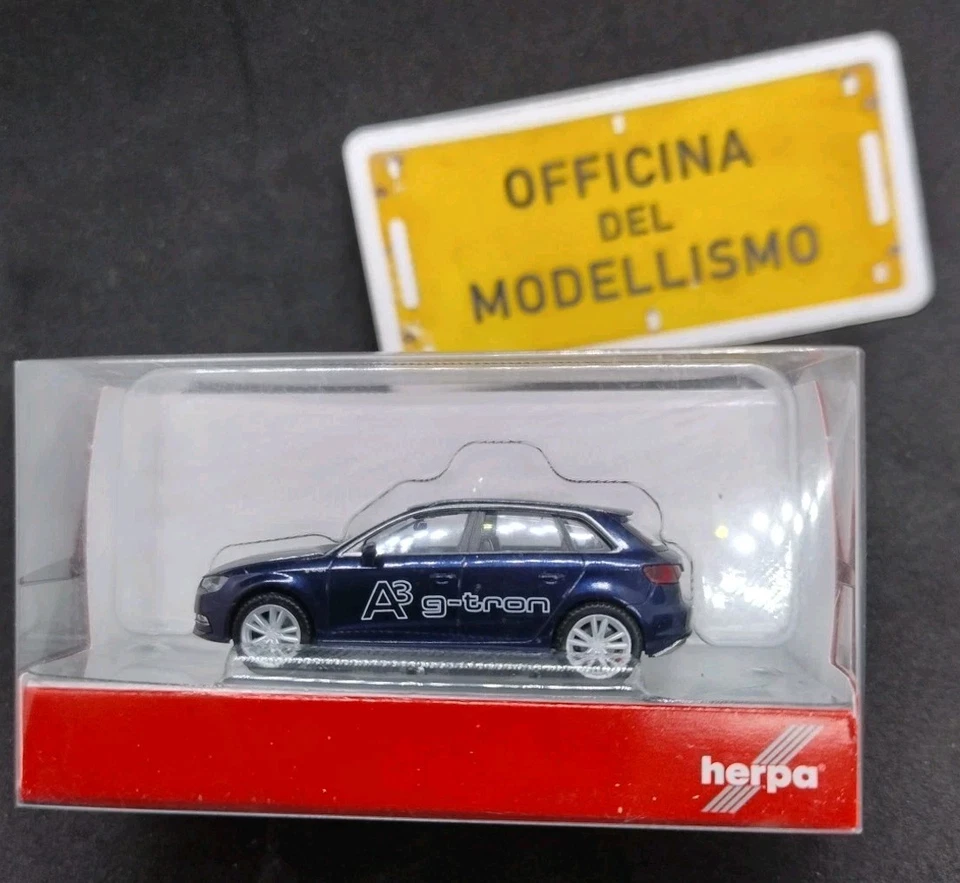 OFFICINA
DEL
MODELLISMO
A3 g-tron
herpa